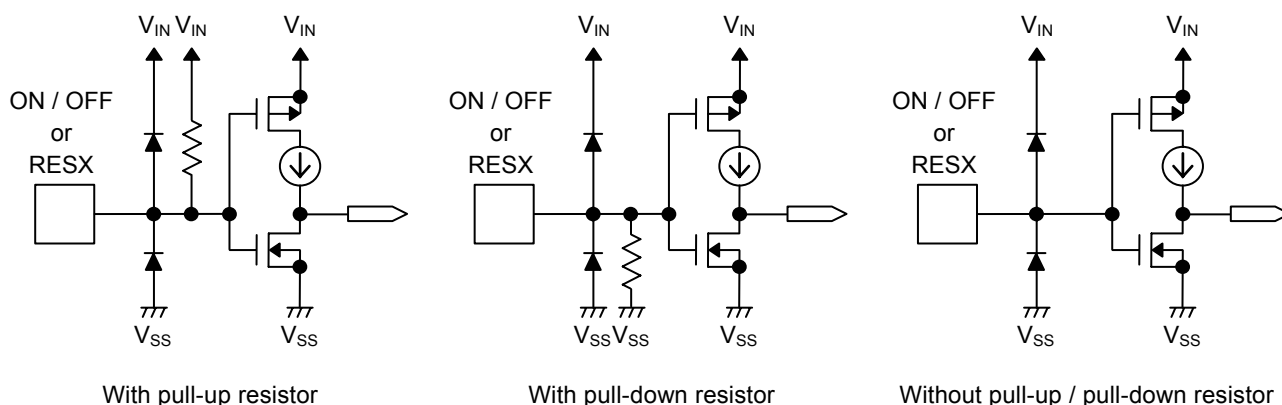 VIN VIN VIN
ON / OFF
or
RESX
VSS VSS
With pull-up resistor
VIN VIN
ON / OFF
or
RESX
VSS VSS VSS
With pull-down resistor
VIN VIN
ON / OFF
or
RESX
VSS VSS
Without pull-up / pull-down resistor